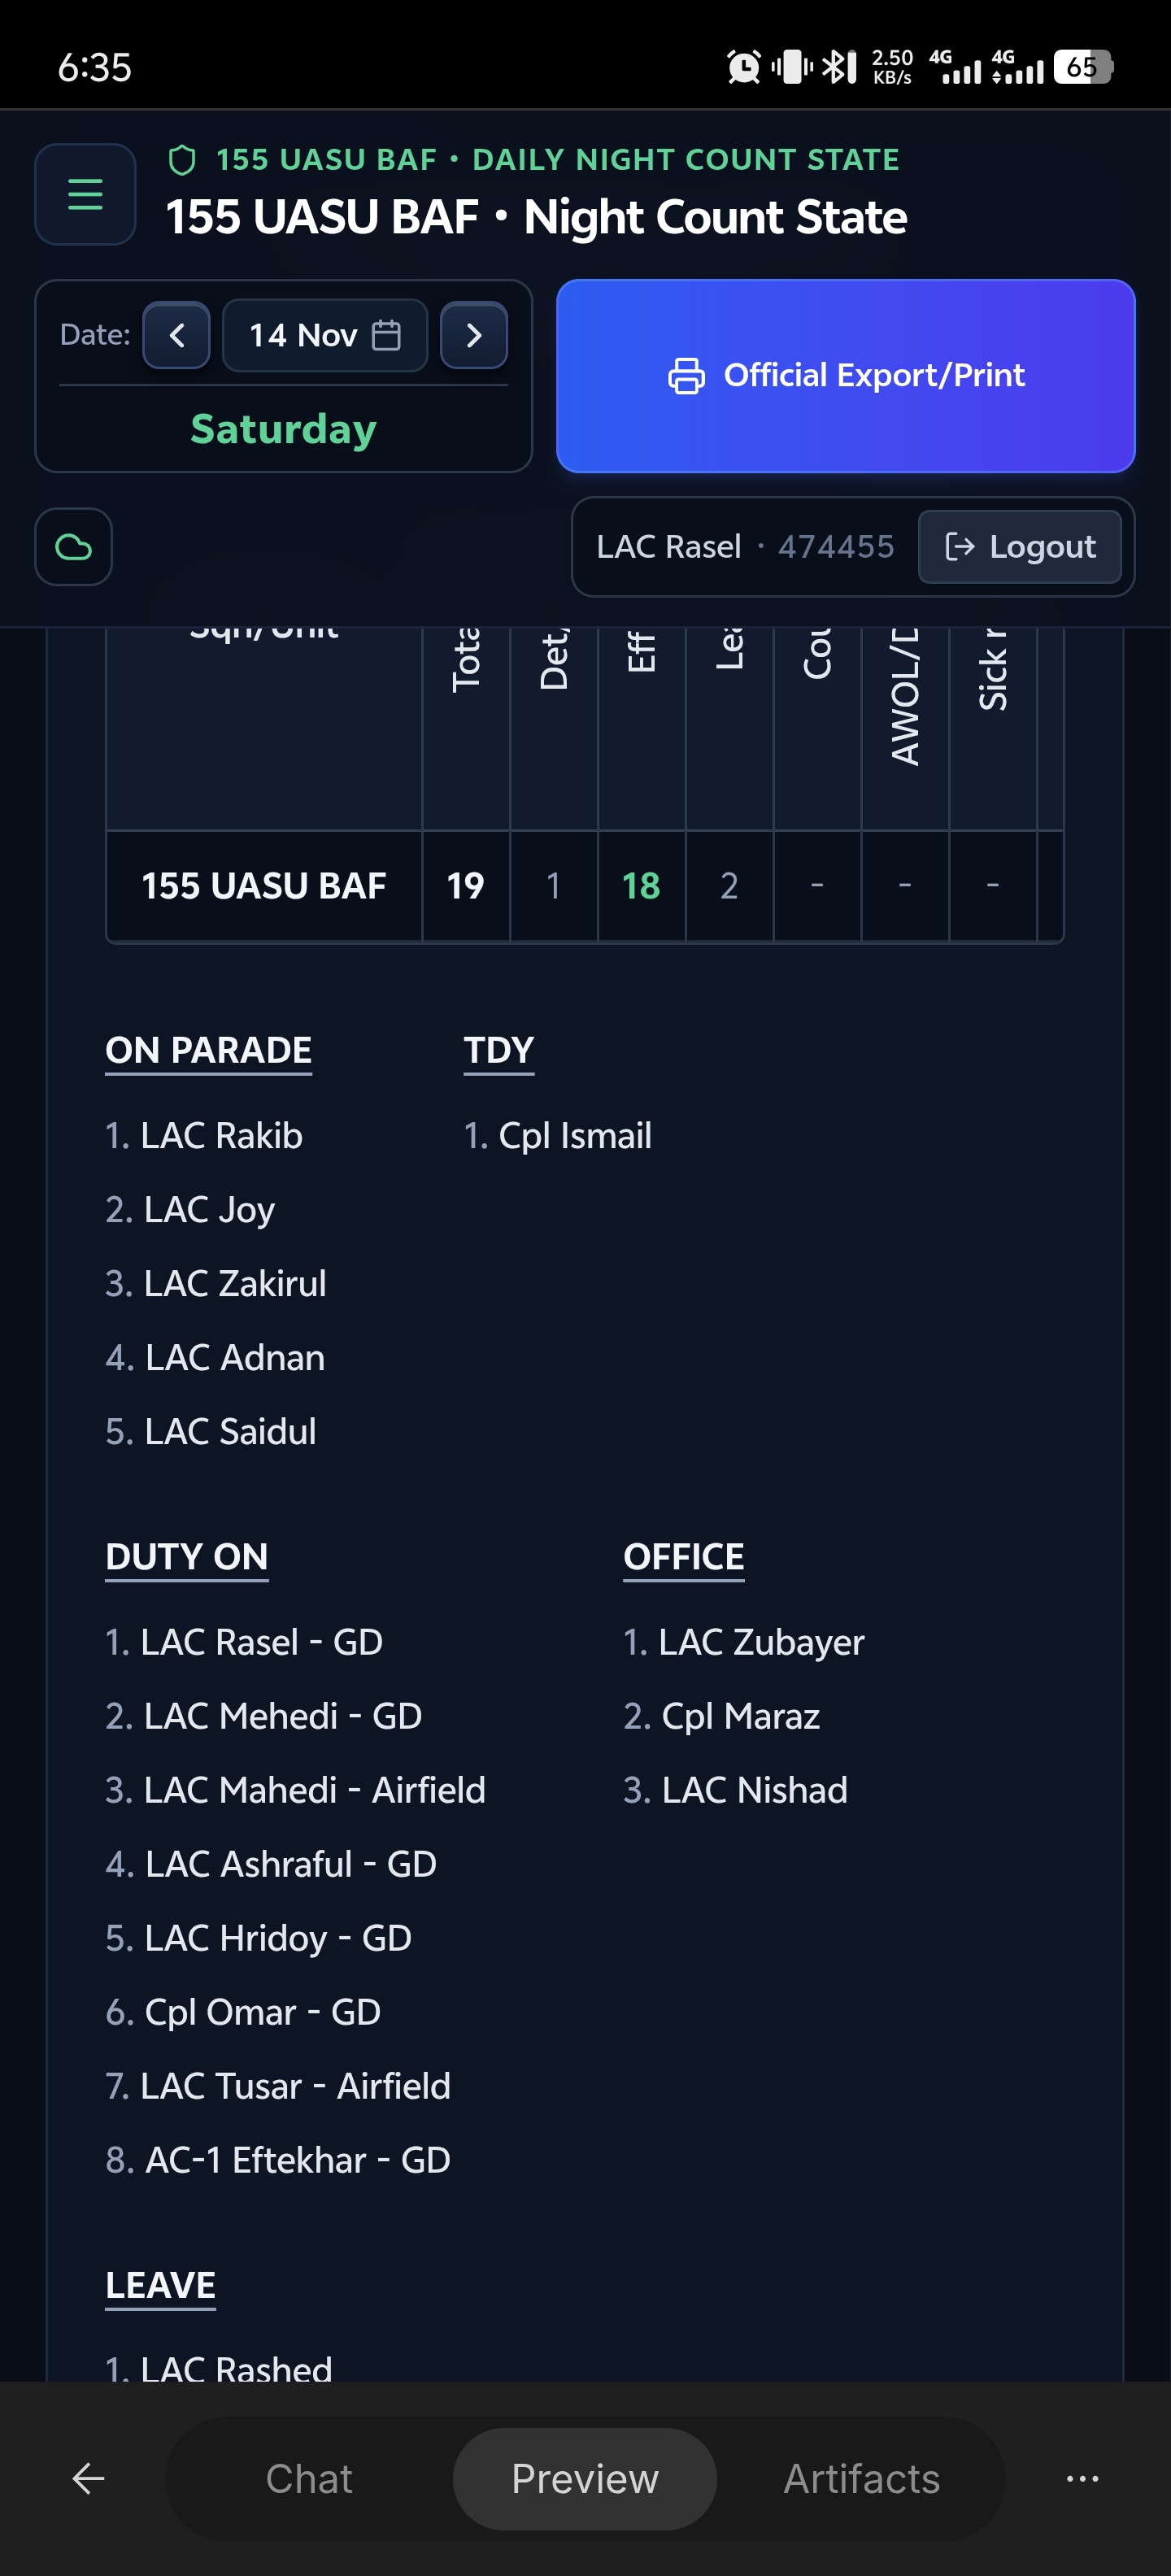 6:35
2.50 KB/s
4G
4G
65
155 UASU BAF • DAILY NIGHT COUNT STATE
155 UASU BAF • Night Count State
Date:
14 Nov
Official Export/Print
Saturday
LAC Rasel · 474455
Logout
Sqn/Unit
AWOL/D
Sick
155 UASU BAF 19 1 18 2 - - -
ON PARADE
1. LAC Rakib
2. LAC Joy
3. LAC Zakirul
4. LAC Adnan
5. LAC Saidul
TDY
1. Cpl Ismail
DUTY ON
1. LAC Rasel - GD
2. LAC Mehedi - GD
3. LAC Mahedi - Airfield
4. LAC Ashraful - GD
5. LAC Hridoy - GD
6. Cpl Omar - GD
7. LAC Tusar - Airfield
8. AC-1 Eftekhar - GD
OFFICE
1. LAC Zubayer
2. Cpl Maraz
3. LAC Nishad
LEAVE
1. LAC Rashed
Chat
Preview
Artifacts